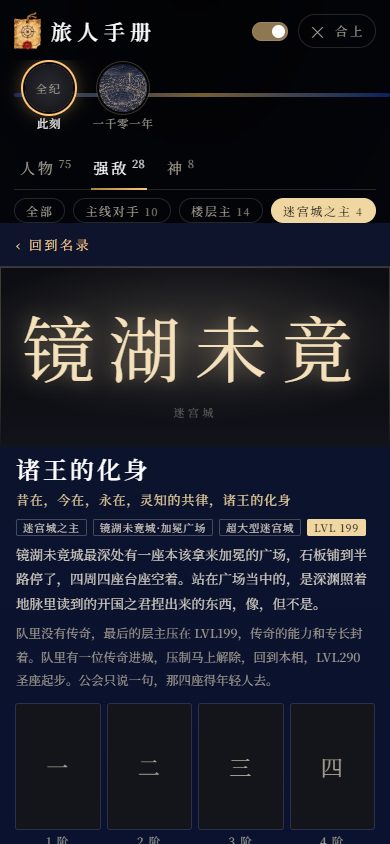 旅人手册
合上
全纪
此刻
一千零一年
人物 75
强敌 28
神 8
全部
主线对手 10
楼层主 14
迷宫城之主 4
‹ 回到名录
镜湖未竟
迷宫城
诸王的化身
昔在，今在，永在，灵知的共律，诸王的化身
迷宫城之主
镜湖未竟城·加冕广场
超大型迷宫城
LVL 199
镜湖未竟城最深处有一座本该拿来加冕的广场，石板铺到半
路停了，四周四座台座空着。站在广场当中的，是深渊照着
地脉里读到的开国之君捏出来的东西，像，但不是。
队里没有传奇，最后的层主压在 LVL199，传奇的能力和专长封
着。队里有一位传奇进城，压制马上解除，回到本相，LVL290
圣座起步。公会只说一句，那四座得年轻人去。
一
二
三
四
1 阶
2 阶
3 阶
4 阶